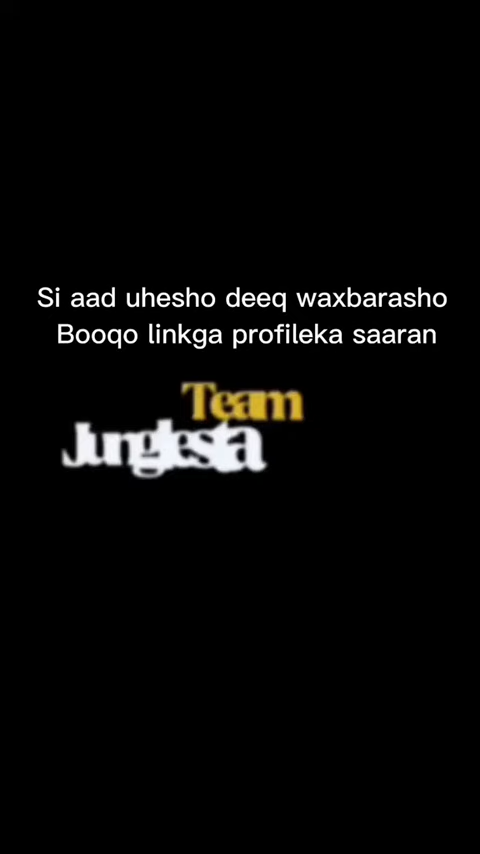 Si aad uhesho deeq waxbarasho
Booqo linkga profileka saaran
Team
Junglesta